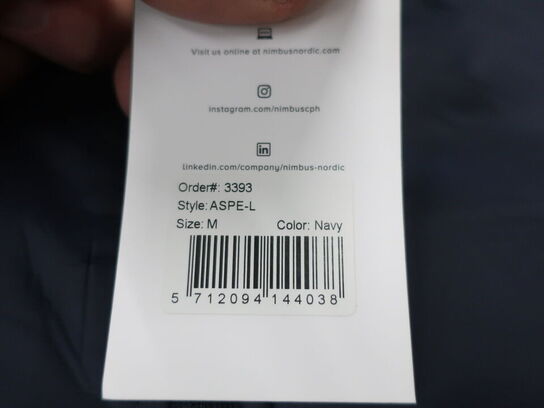 Visit us online at nimbusnordic.com
instagram.com/nimbuscph
linkedin.com/company/nimbus-nordic
Order#: 3393
Style: ASPE-L
Size: M Color: Navy
5 712094 144038